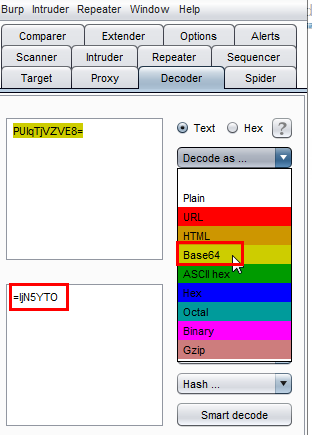 Burp Intruder Repeater Window Help
Comparer Extender Options Alerts
Scanner Intruder Repeater Sequencer
Target Proxy Decoder Spider
PUlqTjVZVE8=
Text Hex ?
Decode as ...
Plain
URL
HTML
Base64
ASCII hex
Hex
Octal
Binary
Gzip
=IjN5YTO
Hash ...
Smart decode